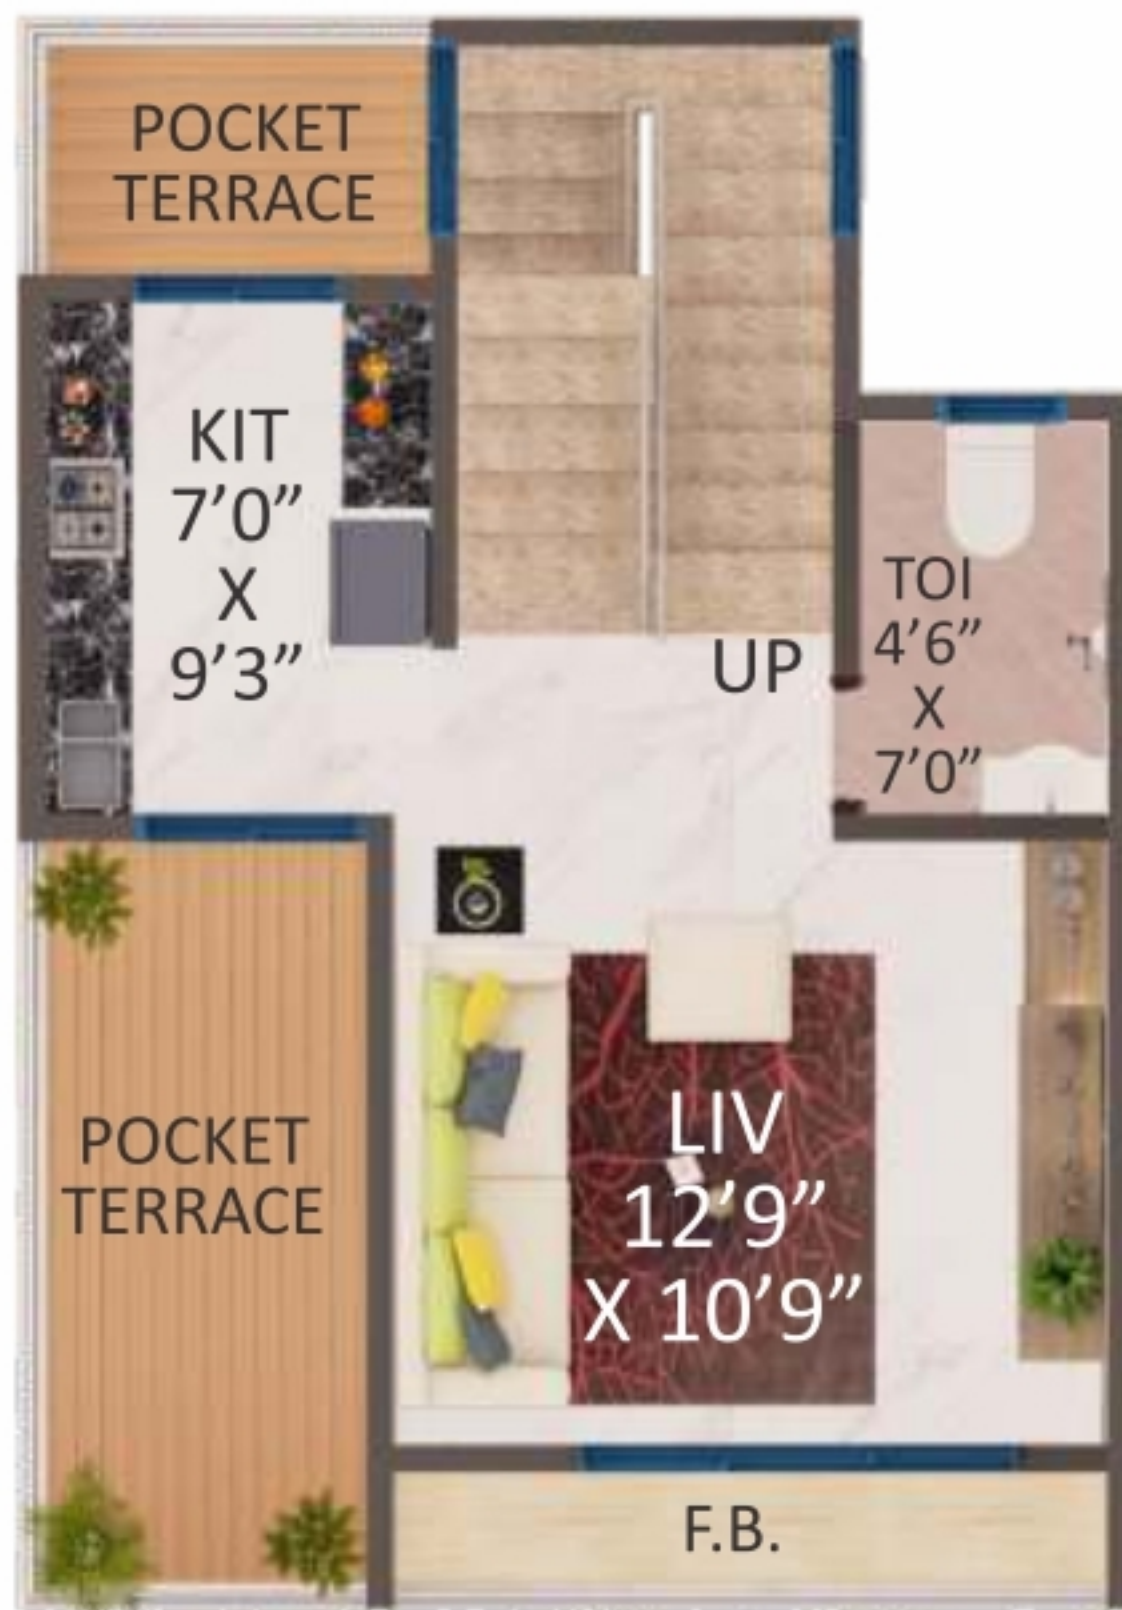 POCKET
TERRACE
KIT
7’0”
X
9’3”
UP
TOI
4’6”
X
7’0”
POCKET
TERRACE
LIV
12’9”
X 10’9”
F.B.